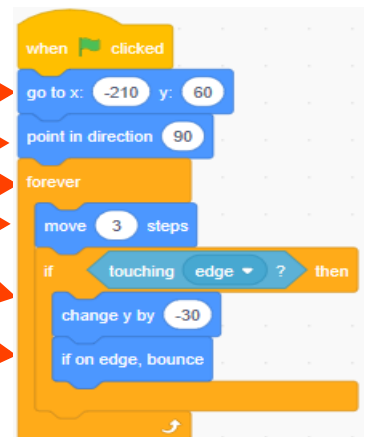 when clicked
go to x: -210 y: 60
point in direction 90
forever
move 3 steps
if touching edge ? then
change y by -30
if on edge, bounce